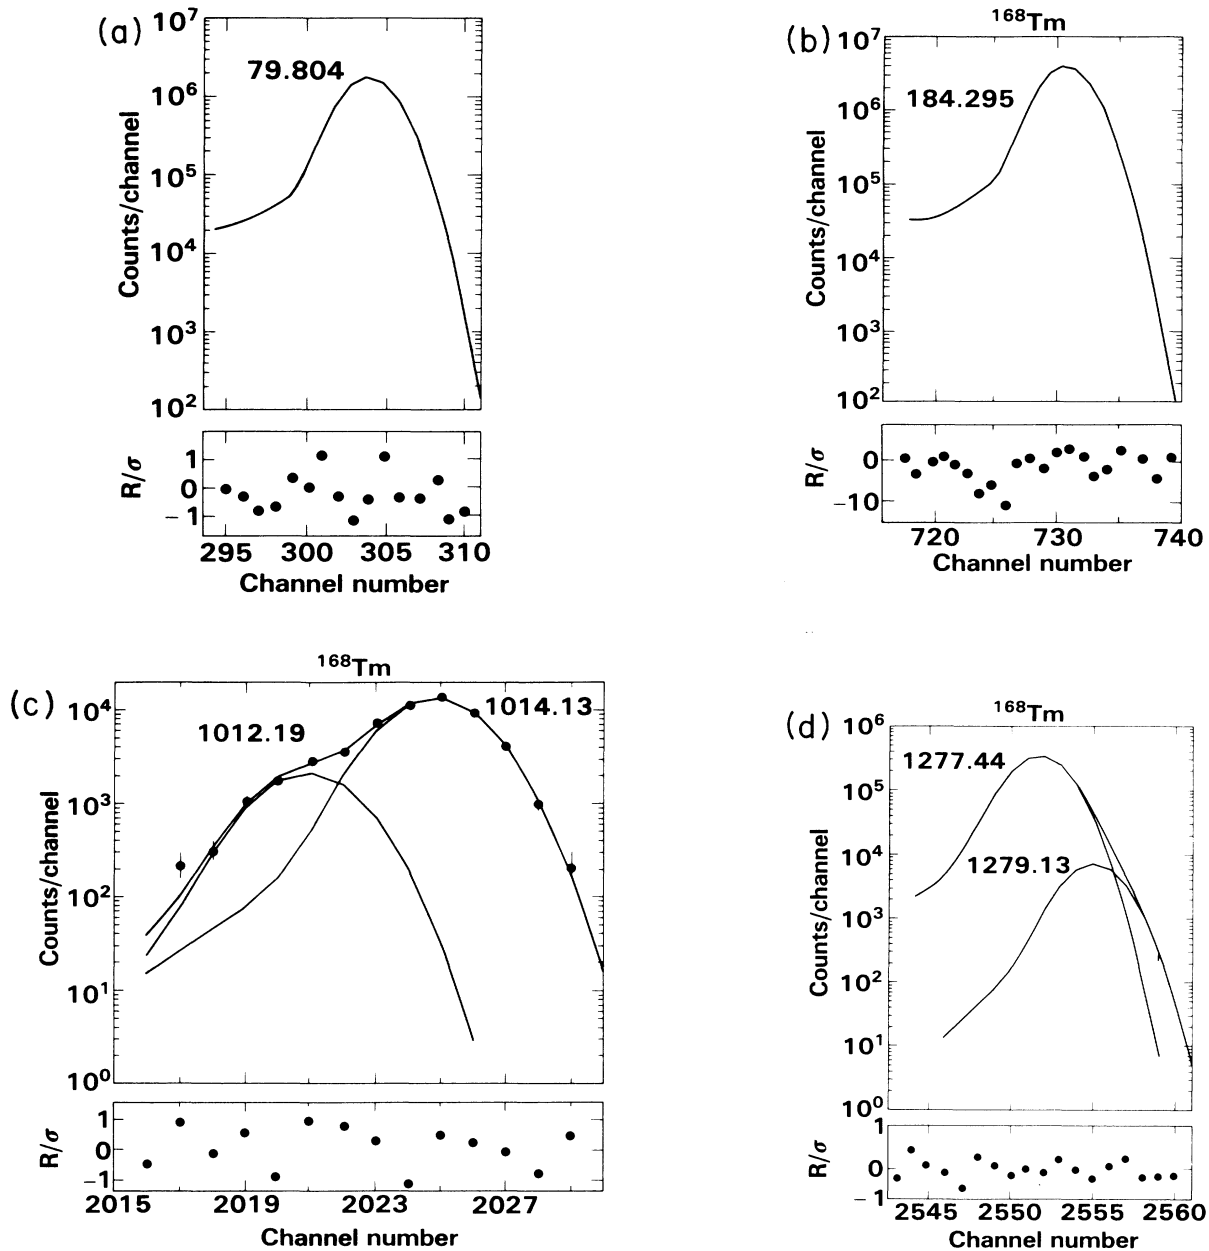 (a)
10⁷
10⁶
10⁵
10⁴
10³
10²
Counts/channel
79.804
1
0
−1
R/σ
295 300 305 310
Channel number
¹⁶⁸Tm
(b)
10⁷
10⁶
10⁵
10⁴
10³
10²
Counts/channel
184.295
0
−10
R/σ
720 730 740
Channel number
¹⁶⁸Tm
(c)
10⁴
10³
10²
10¹
10⁰
Counts/channel
1012.19
1014.13
1
0
−1
R/σ
2015 2019 2023 2027
Channel number
¹⁶⁸Tm
(d)
10⁶
10⁵
10⁴
10³
10²
10¹
10⁰
Counts/channel
1277.44
1279.13
1
0
−1
R/σ
2545 2550 2555 2560
Channel number